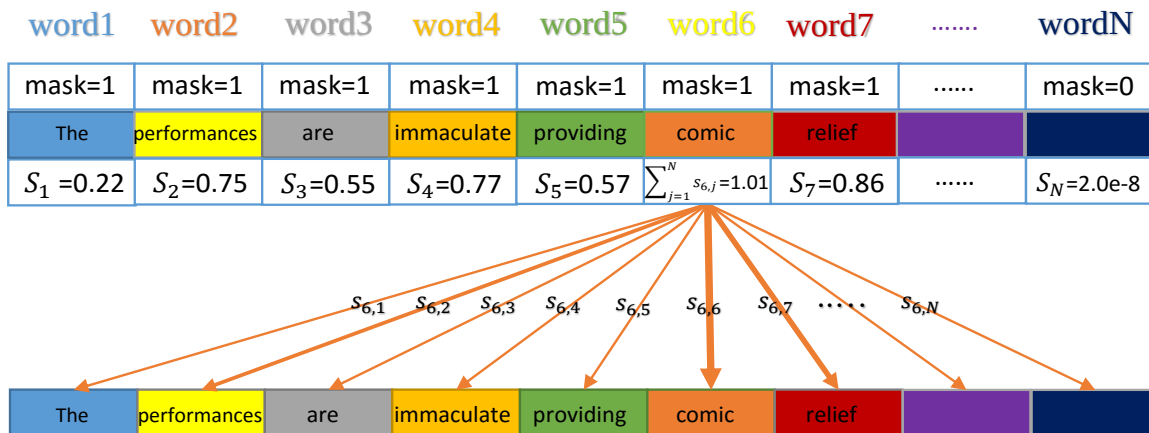 word1 word2 word3 word4 word5 word6 word7 ....... wordN
mask=1 mask=1 mask=1 mask=1 mask=1 mask=1 mask=1 ...... mask=0
The performances are immaculate providing comic relief
S₁ =0.22 S₂ =0.75 S₃ =0.55 S₄ =0.77 S₅ =0.57 ∑ᴺⱼ₌₁ s₆,ⱼ =1.01 S₇ =0.86 ...... S_N =2.0e-8
s₆,₁ s₆,₂ s₆,₃ s₆,₄ s₆,₅ s₆,₆ s₆,₇ ..... s₆,N
The performances are immaculate providing comic relief